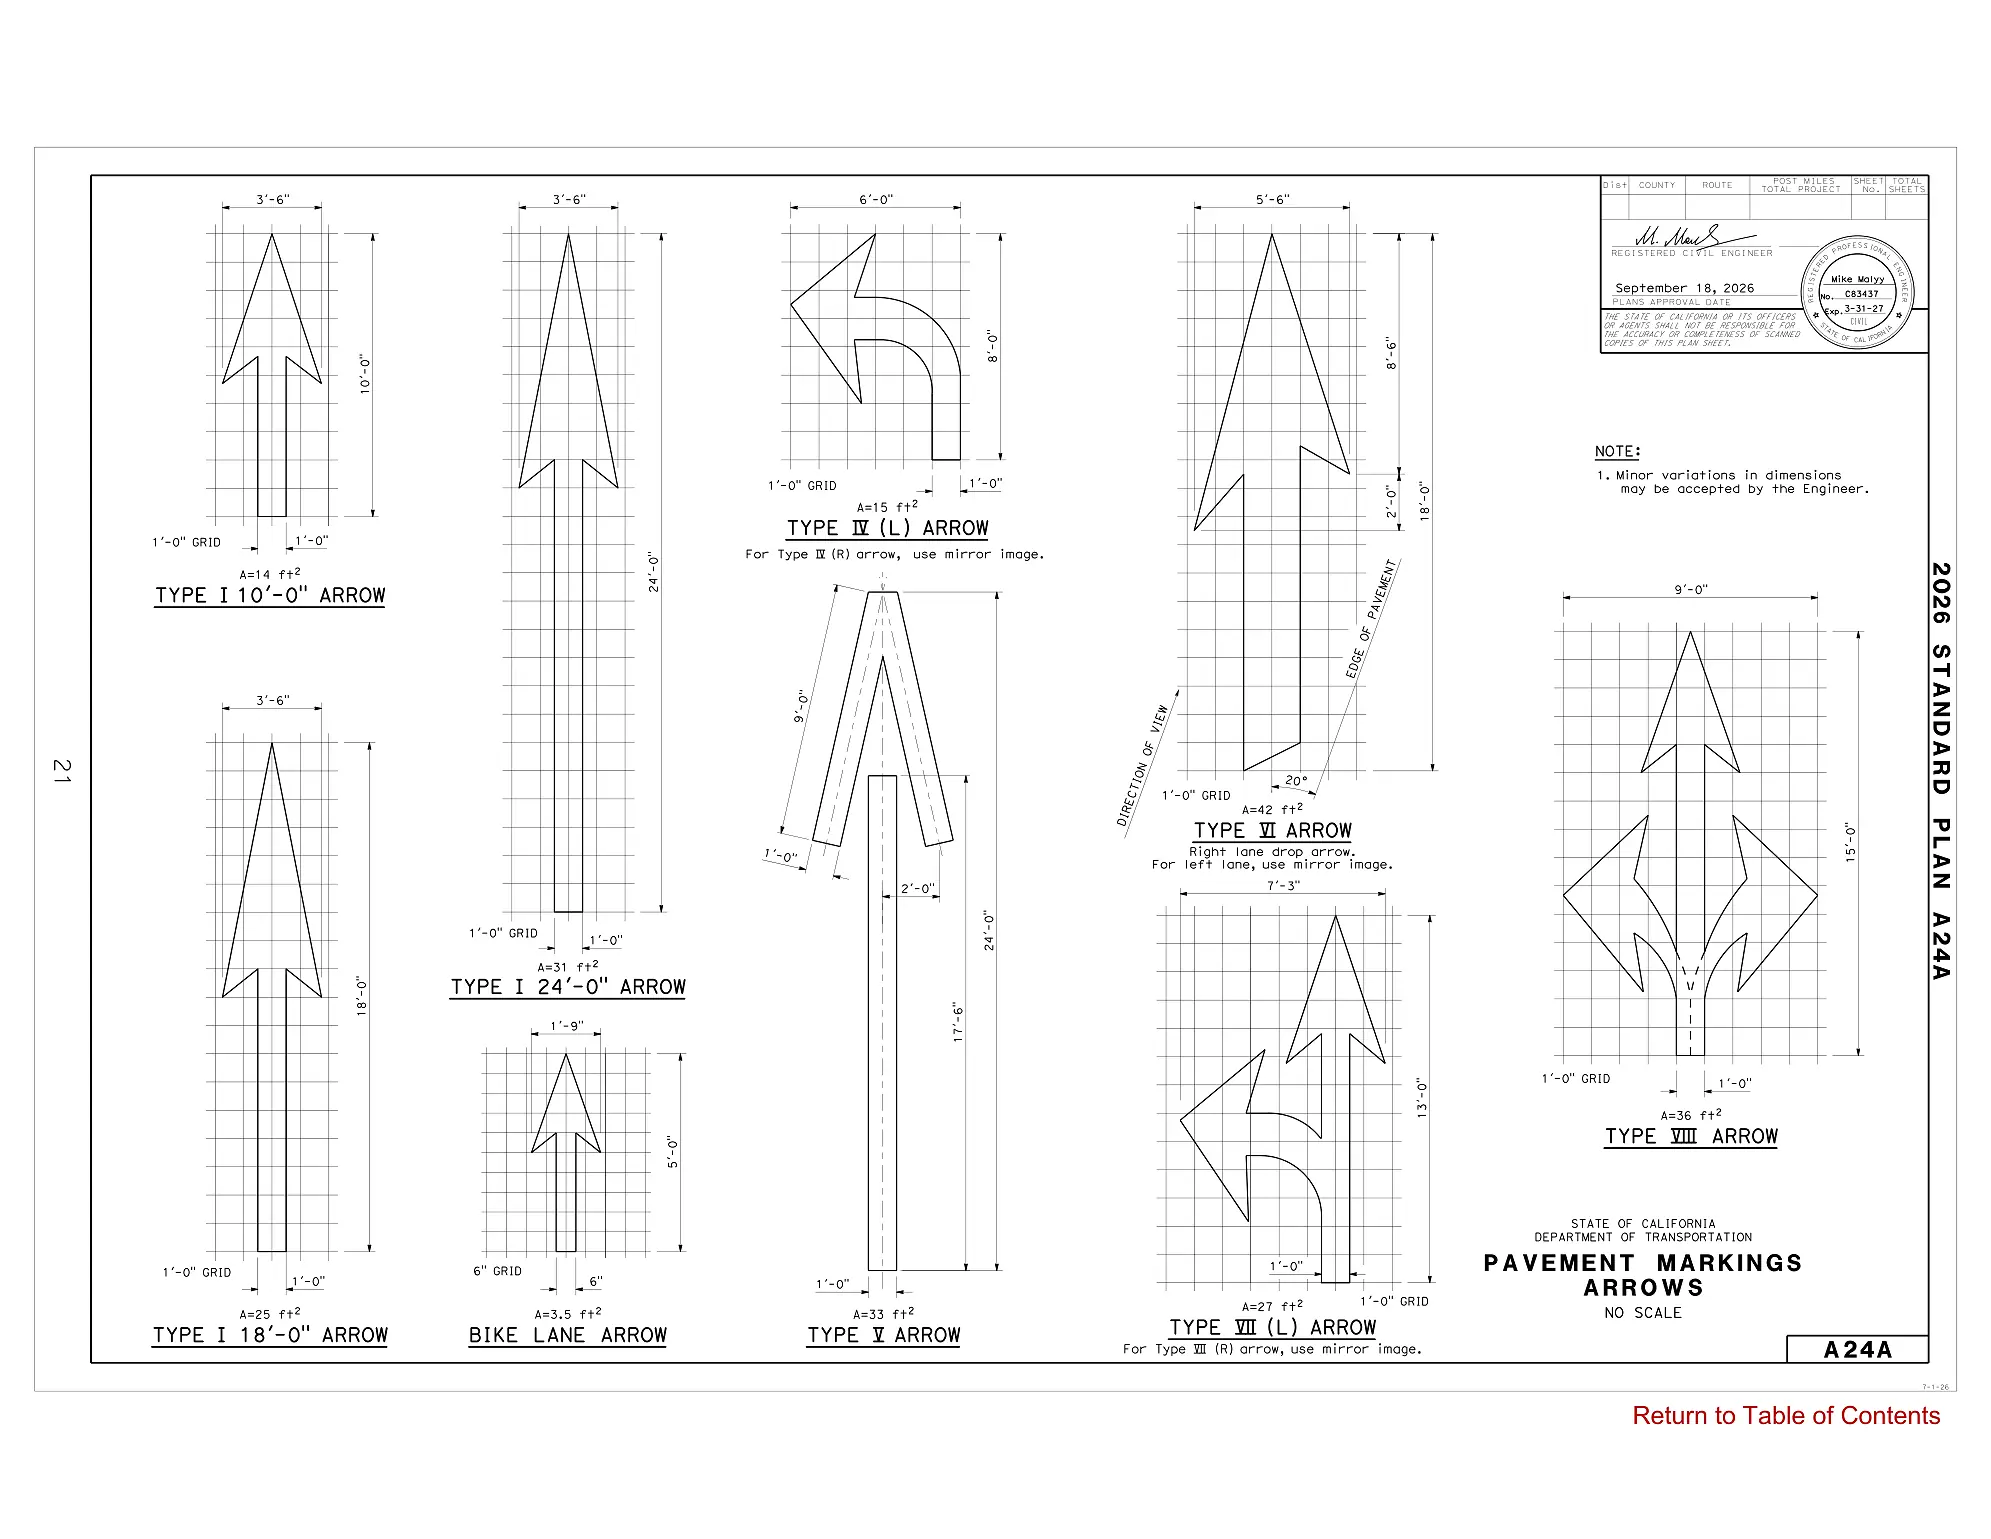 3'-6"
10'-0"
1'-0" GRID
1'-0"
A=14 ft2
TYPE I 10'-0" ARROW
3'-6"
18'-0"
1'-0" GRID
1'-0"
A=25 ft2
TYPE I 18'-0" ARROW
3'-6"
24'-0"
1'-0" GRID
1'-0"
A=31 ft2
TYPE I 24'-0" ARROW
1'-9"
5'-0"
6" GRID
6"
A=3.5 ft2
BIKE LANE ARROW
6'-0"
8'-0"
1'-0" GRID
1'-0"
A=15 ft2
TYPE IV (L) ARROW
For Type IV (R) arrow, use mirror image.
9'-0"
1'-0"
2'-0"
24'-0"
17'-6"
1'-0"
A=33 ft2
TYPE V ARROW
5'-6"
8'-6"
2'-0"
18'-0"
EDGE OF PAVEMENT
DIRECTION OF VIEW
20°
1'-0" GRID
A=42 ft2
TYPE VI ARROW
Right lane drop arrow.
For left lane, use mirror image.
7'-3"
13'-0"
1'-0"
1'-0" GRID
A=27 ft2
TYPE VII (L) ARROW
For Type VII (R) arrow, use mirror image.
Dist COUNTY ROUTE POST MILES TOTAL PROJECT SHEET No. TOTAL SHEETS
M. Mal
REGISTERED CIVIL ENGINEER
September 18, 2026
PLANS APPROVAL DATE
THE STATE OF CALIFORNIA OR ITS OFFICERS
OR AGENTS SHALL NOT BE RESPONSIBLE FOR
THE ACCURACY OR COMPLETENESS OF SCANNED
COPIES OF THIS PLAN SHEET.
REGISTERED PROFESSIONAL ENGINEER
Mike Malyy
No. C83437
Exp. 3-31-27
CIVIL
STATE OF CALIFORNIA
NOTE:
1. Minor variations in dimensions
may be accepted by the Engineer.
9'-0"
15'-0"
1'-0" GRID
1'-0"
A=36 ft2
TYPE VIII ARROW
STATE OF CALIFORNIA
DEPARTMENT OF TRANSPORTATION
PAVEMENT MARKINGS
ARROWS
NO SCALE
A24A
2026 STANDARD PLAN A24A
21
7-1-26
Return to Table of Contents